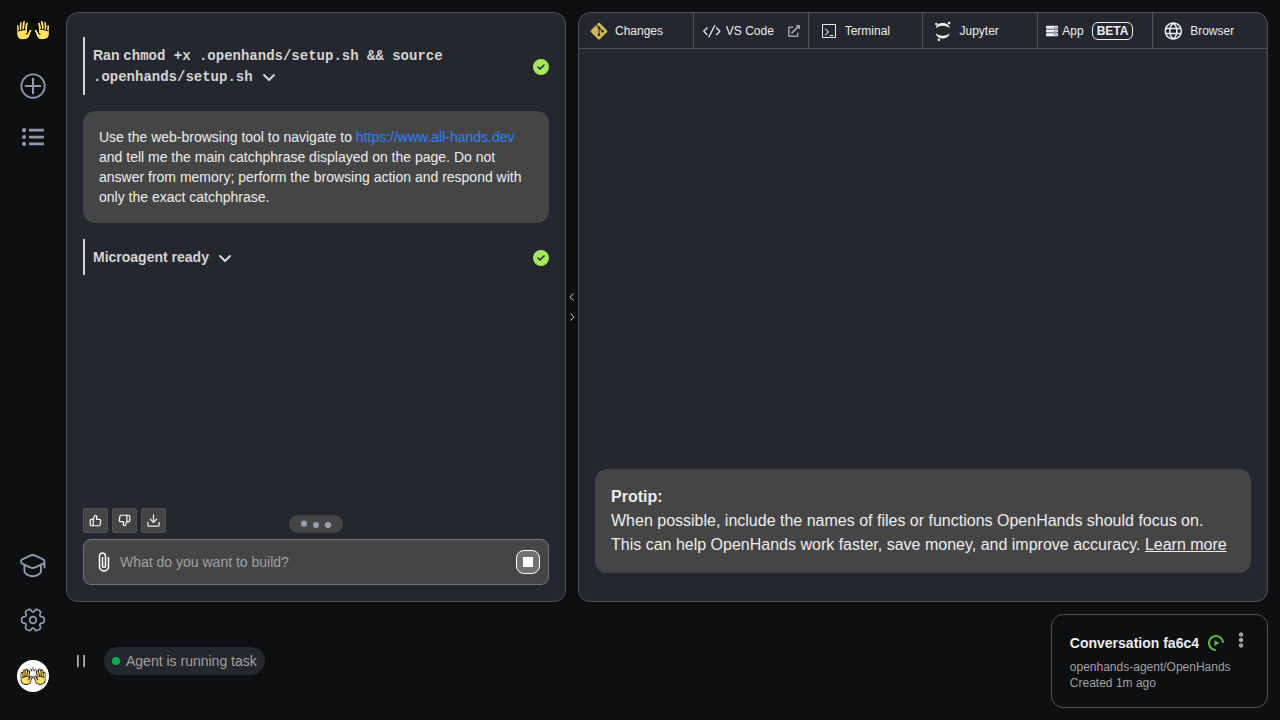 Changes
VS Code
Terminal
Jupyter
App BETA
Browser
Ran chmod +x .openhands/setup.sh && source
.openhands/setup.sh
Use the web-browsing tool to navigate to https://www.all-hands.dev
and tell me the main catchphrase displayed on the page. Do not
answer from memory; perform the browsing action and respond with
only the exact catchphrase.
Microagent ready
What do you want to build?
Protip:
When possible, include the names of files or functions OpenHands should focus on.
This can help OpenHands work faster, save money, and improve accuracy. Learn more
Agent is running task
Conversation fa6c4
openhands-agent/OpenHands
Created 1m ago